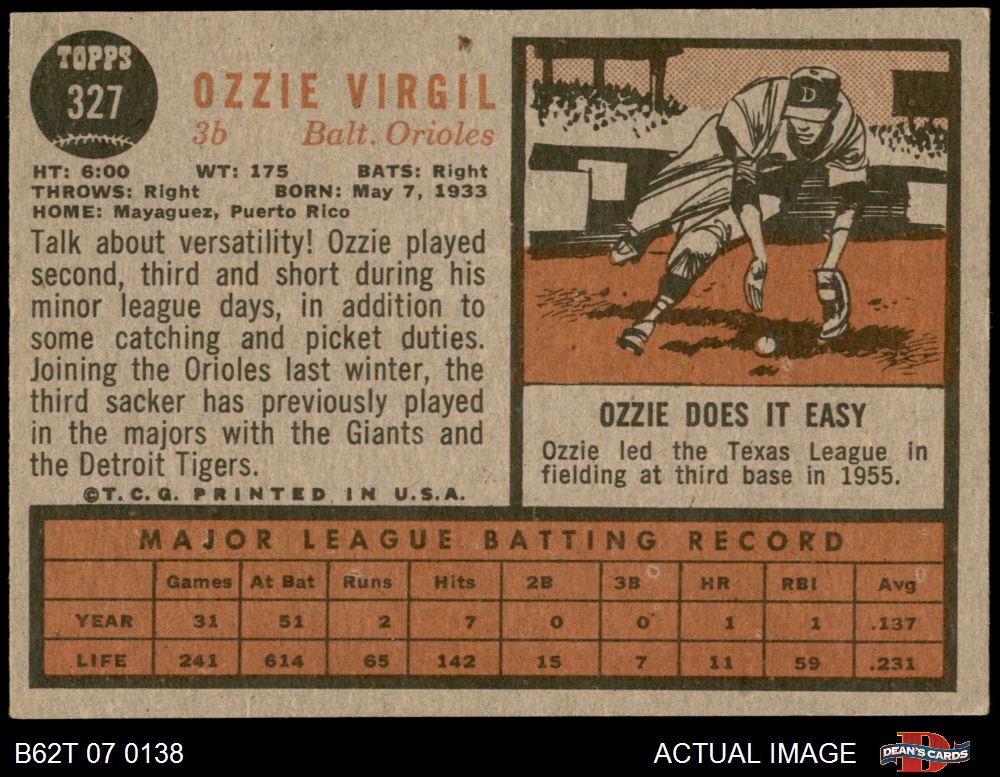 TOPPS
327
OZZIE VIRGIL
3b Balt. Orioles
HT: 6:00 WT: 175 BATS: Right
THROWS: Right BORN: May 7, 1933
HOME: Mayaguez, Puerto Rico
Talk about versatility! Ozzie played
second, third and short during his
minor league days, in addition to
some catching and picket duties.
Joining the Orioles last winter, the
third sacker has previously played
in the majors with the Giants and
the Detroit Tigers.
©T.C.G. PRINTED IN U.S.A.
D
OZZIE DOES IT EASY
Ozzie led the Texas League in
fielding at third base in 1955.
MAJOR LEAGUE BATTING RECORD
Games At Bat Runs Hits 2B 3B HR RBI Avg
YEAR 31 51 2 7 0 0 1 1 .137
LIFE 241 614 65 142 15 7 11 59 .231
B62T 07 0138 ACTUAL IMAGE DEAN'S CARDS